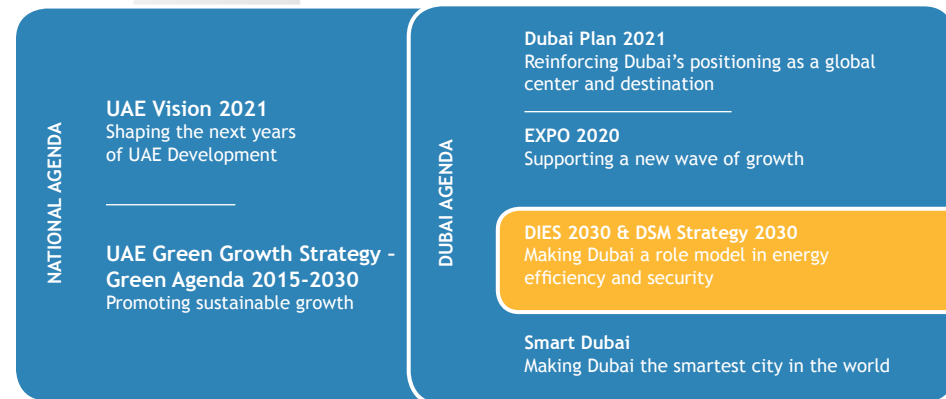 NATIONAL AGENDA
UAE Vision 2021
Shaping the next years
of UAE Development
UAE Green Growth Strategy -
Green Agenda 2015-2030
Promoting sustainable growth
DUBAI AGENDA
Dubai Plan 2021
Reinforcing Dubai’s positioning as a global
center and destination
EXPO 2020
Supporting a new wave of growth
DIES 2030 & DSM Strategy 2030
Making Dubai a role model in energy
efficiency and security
Smart Dubai
Making Dubai the smartest city in the world